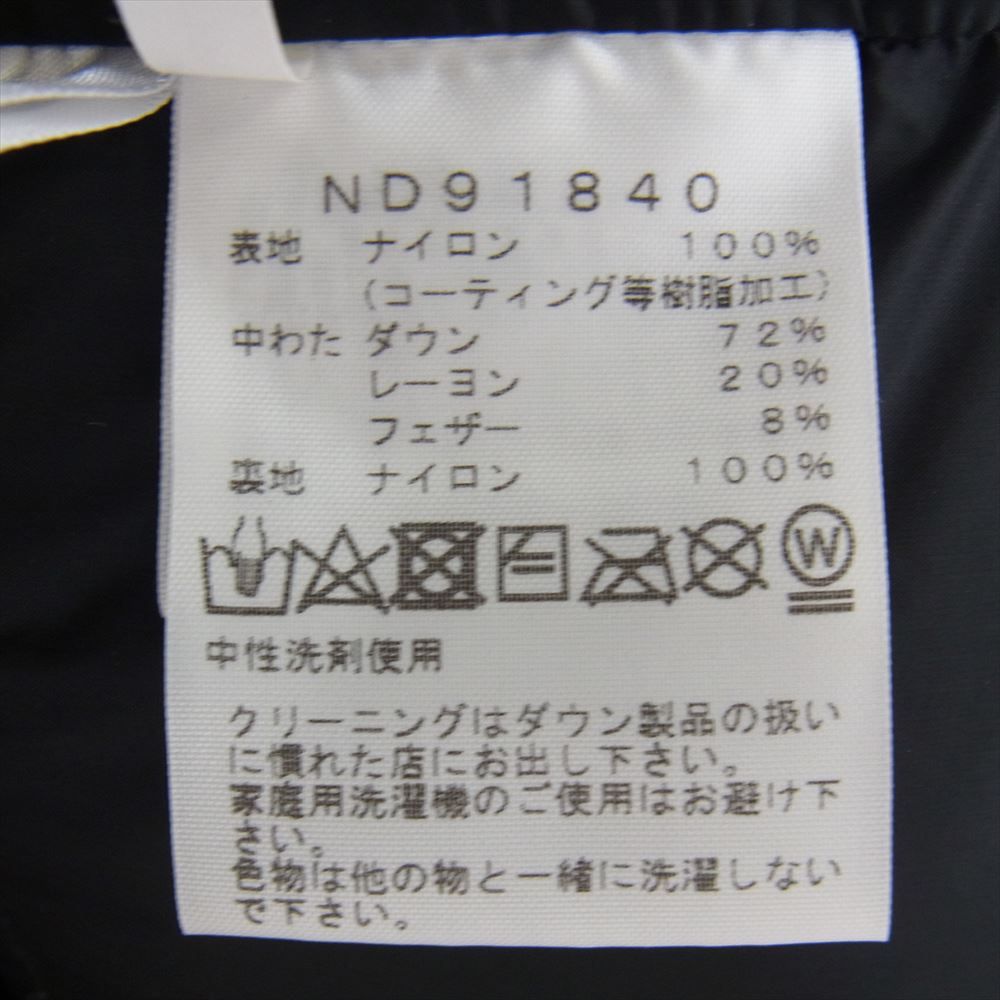 ND91840
表地 ナイロン 100%
(コーティング等樹脂加工)
中わた ダウン 72%
レーヨン 20%
フェザー 8%
裏地 ナイロン 100%
W
中性洗剤使用
クリーニングはダウン製品の扱い
に慣れた店にお出し下さい。
家庭用洗濯機のご使用はお避け下
さい。
色物は他の物と一緒に洗濯しない
で下さい。